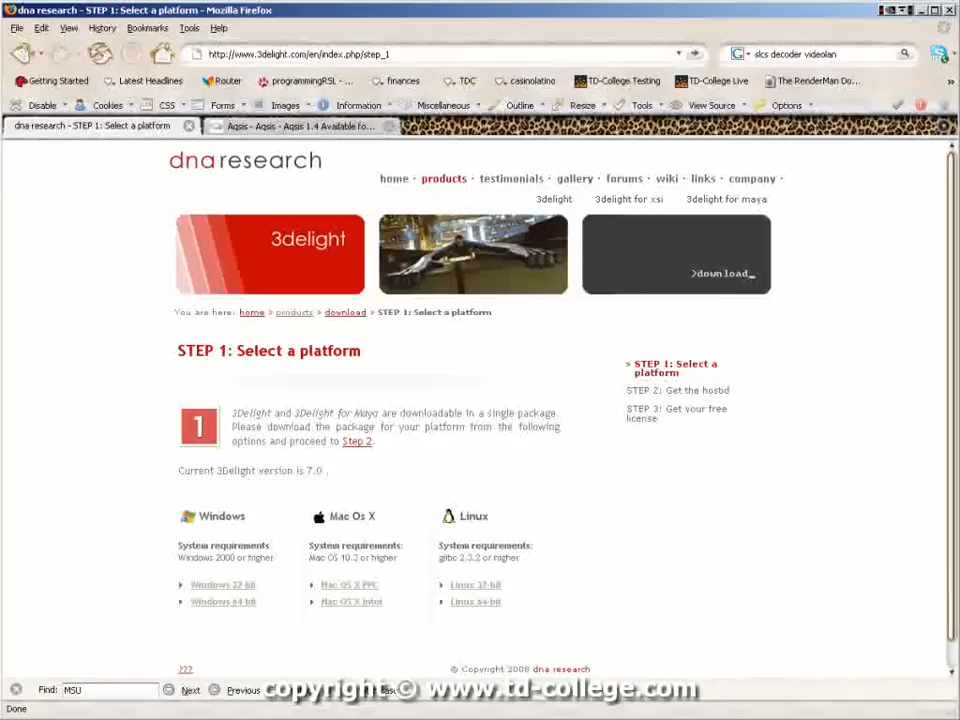 dna research - STEP 1: Select a platform - Mozilla Firefox
File Edit View History Bookmarks Tools Help
http://www.3delight.com/en/index.php/step_1
slcs decoder videolan
Getting Started Latest Headlines Router programmingRSL - ... finances TDC casinolatino TD-College Testing TD-College Live The RenderMan Do...
Disable Cookies CSS Forms Images Information Miscellaneous Outline Resize Tools View Source Options
dna research - STEP 1: Select a platform Aqsis - Aqsis - Aqsis 1.4 Available fo...
dna research
home · products · testimonials · gallery · forums · wiki · links · company ·
3delight 3delight for xsi 3delight for maya
3delight
>download_
You are here: home > products > download > STEP 1: Select a platform
STEP 1: Select a platform
> STEP 1: Select a
platform
STEP 2: Get the hostid
STEP 3: Get your free
license
1
3Delight and 3Delight for Maya are downloadable in a single package.
Please download the package for your platform from the following
options and proceed to Step 2.
Current 3Delight version is 7.0 .
Windows Mac Os X Linux
System requirements: System requirements: System requirements:
Windows 2000 or higher Mac OS 10.3 or higher glibc 2.3.2 or higher
Windows 32-bit Mac OS X PPC Linux 32-bit
Windows 64-bit Mac OS X Intel Linux 64-bit
??? © Copyright 2008 dna research
Find: MSU Next Previous
copyright © www.td-college.com
Done